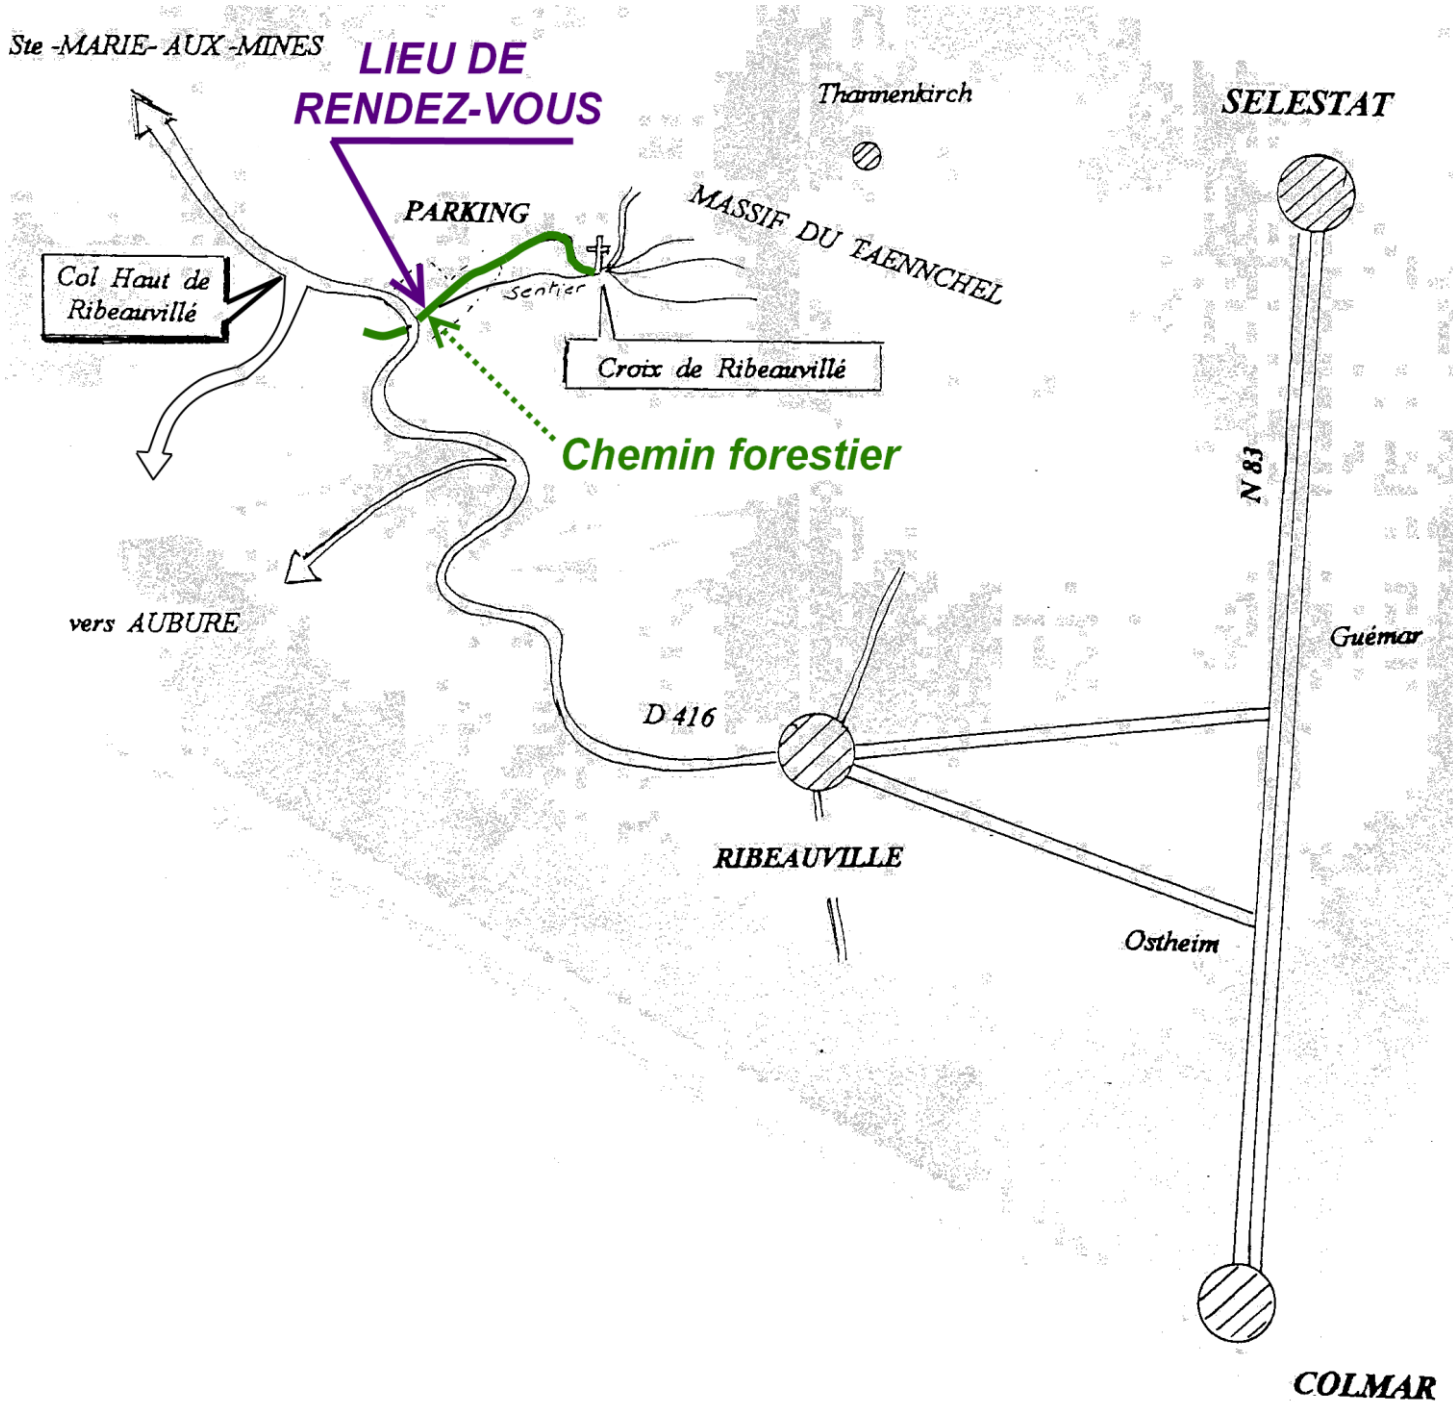 Ste -MARIE- AUX -MINES
LIEU DE
RENDEZ-VOUS
Thannenkirch
SELESTAT
PARKING
MASSIF DU TAENNCHEL
Col Haut de
Ribeauvillé
Sentier
Croix de Ribeauvillé
Chemin forestier
N 83
vers AUBURE
Guémar
D 416
RIBEAUVILLE
Ostheim
COLMAR